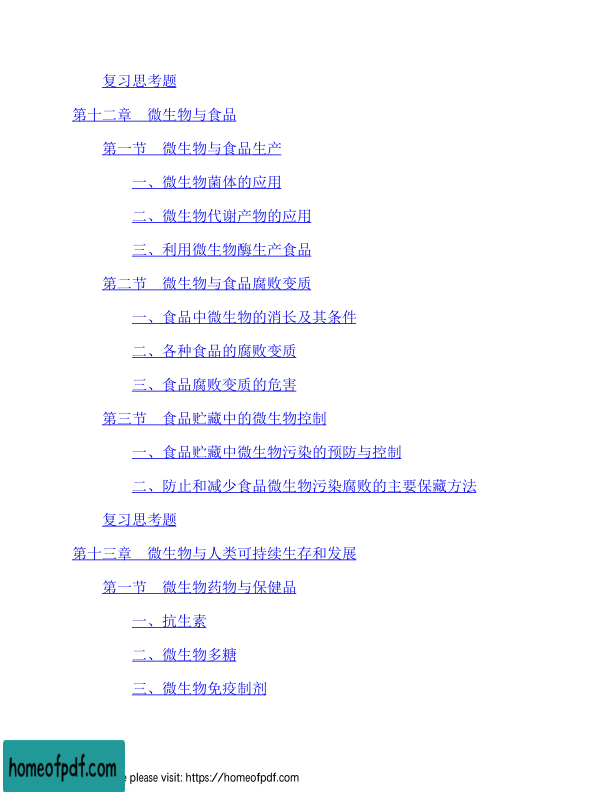 复习思考题
第十二章　微生物与食品
第一节　微生物与食品生产
一、微生物菌体的应用
二、微生物代谢产物的应用
三、利用微生物酶生产食品
第二节　微生物与食品腐败变质
一、食品中微生物的消长及其条件
二、各种食品的腐败变质
三、食品腐败变质的危害
第三节　食品贮藏中的微生物控制
一、食品贮藏中微生物污染的预防与控制
二、防止和减少食品微生物污染腐败的主要保藏方法
复习思考题
第十三章　微生物与人类可持续生存和发展
第一节　微生物药物与保健品
一、抗生素
二、微生物多糖
三、微生物免疫制剂
homeofpdf.com
please visit: https://homeofpdf.com